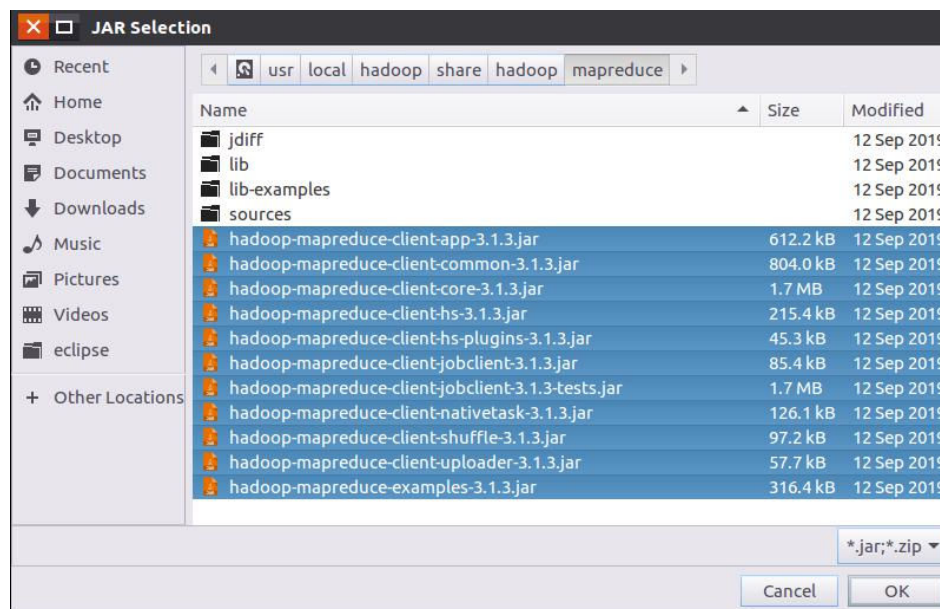 JAR Selection
Recent
Home
Desktop
Documents
Downloads
Music
Pictures
Videos
eclipse
+ Other Locations
usr local hadoop share hadoop mapreduce
Name Size Modified
jdiff 12 Sep 2019
lib 12 Sep 2019
lib-examples 12 Sep 2019
sources 12 Sep 2019
hadoop-mapreduce-client-app-3.1.3.jar 612.2 kB 12 Sep 2019
hadoop-mapreduce-client-common-3.1.3.jar 804.0 kB 12 Sep 2019
hadoop-mapreduce-client-core-3.1.3.jar 1.7 MB 12 Sep 2019
hadoop-mapreduce-client-hs-3.1.3.jar 215.4 kB 12 Sep 2019
hadoop-mapreduce-client-hs-plugins-3.1.3.jar 45.3 kB 12 Sep 2019
hadoop-mapreduce-client-jobclient-3.1.3.jar 85.4 kB 12 Sep 2019
hadoop-mapreduce-client-jobclient-3.1.3-tests.jar 1.7 MB 12 Sep 2019
hadoop-mapreduce-client-nativetask-3.1.3.jar 126.1 kB 12 Sep 2019
hadoop-mapreduce-client-shuffle-3.1.3.jar 97.2 kB 12 Sep 2019
hadoop-mapreduce-client-uploader-3.1.3.jar 57.7 kB 12 Sep 2019
hadoop-mapreduce-examples-3.1.3.jar 316.4 kB 12 Sep 2019
*.jar;*.zip
Cancel OK